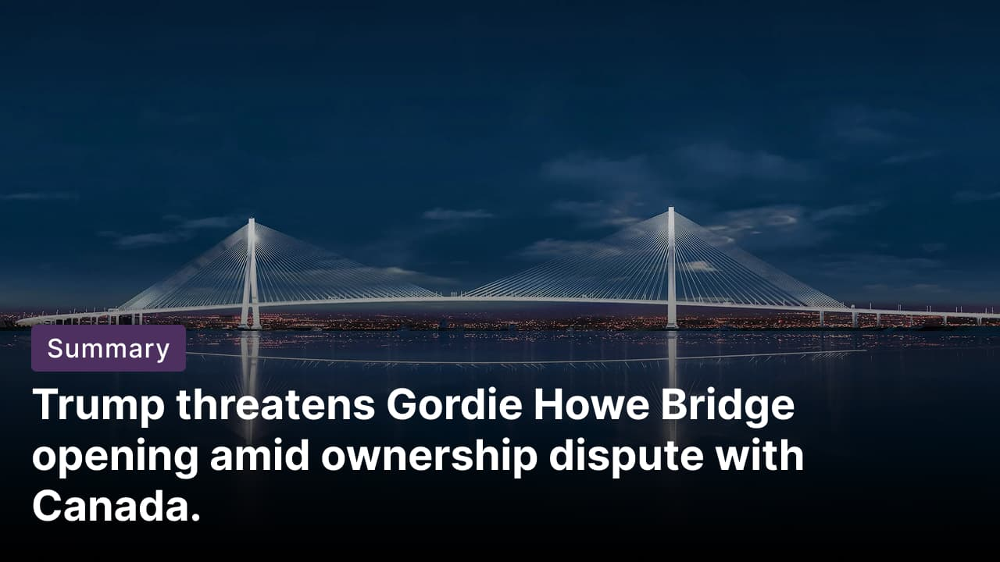 Summary
Trump threatens Gordie Howe Bridge
opening amid ownership dispute with
Canada.